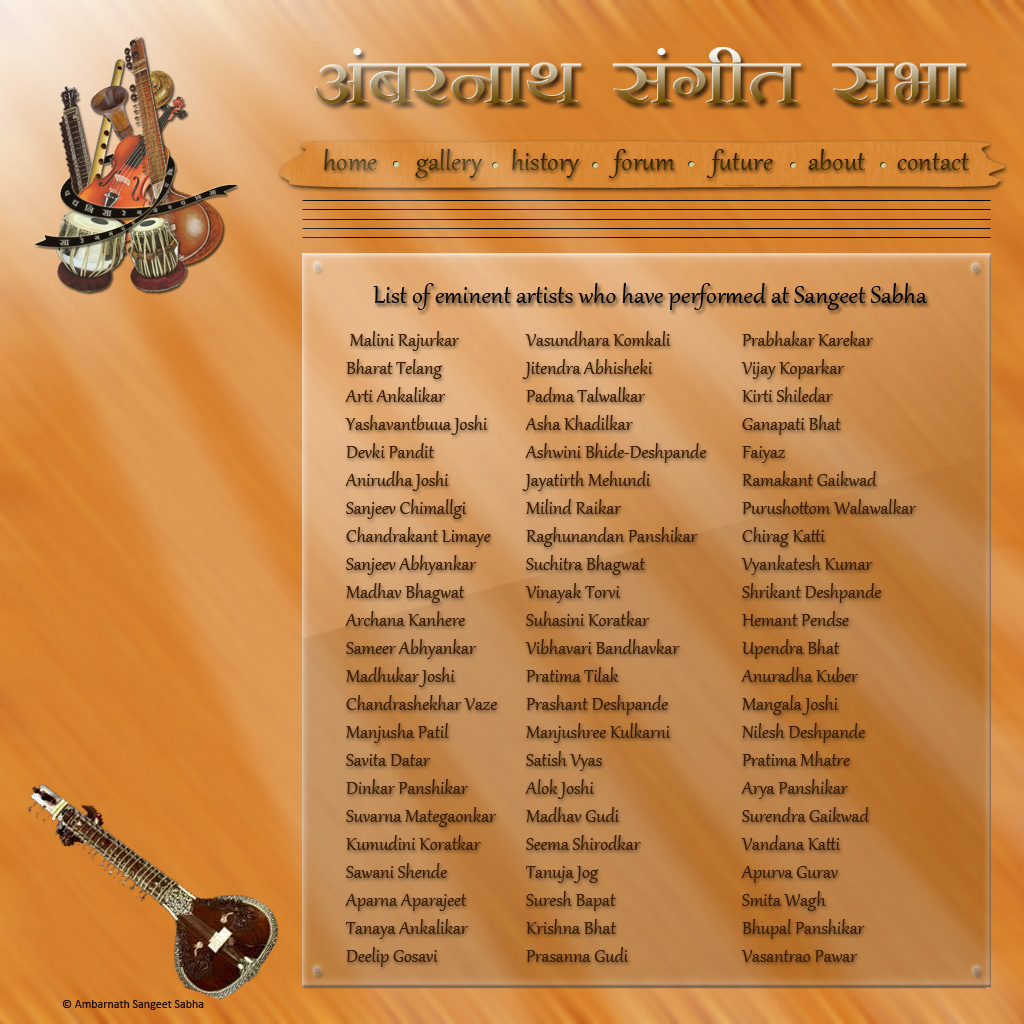 अंबरनाथ संगीत सभा
home • gallery • history • forum • future • about • contact
List of eminent artists who have performed at Sangeet Sabha
Malini Rajurkar
Bharat Telang
Arti Ankalikar
Yashavantbuua Joshi
Devki Pandit
Anirudha Joshi
Sanjeev Chimallgi
Chandrakant Limaye
Sanjeev Abhyankar
Madhav Bhagwat
Archana Kanhere
Sameer Abhyankar
Madhukar Joshi
Chandrashekhar Vaze
Manjusha Patil
Savita Datar
Dinkar Panshikar
Suvarna Mategaonkar
Kumudini Koratkar
Sawani Shende
Aparna Aparajeet
Tanaya Ankalikar
Deelip Gosavi
Vasundhara Komkali
Jitendra Abhisheki
Padma Talwalkar
Asha Khadilkar
Ashwini Bhide-Deshpande
Jayatirth Mehundi
Milind Raikar
Raghunandan Panshikar
Suchitra Bhagwat
Vinayak Torvi
Suhasini Koratkar
Vibhavari Bandhavkar
Pratima Tilak
Prashant Deshpande
Manjushree Kulkarni
Satish Vyas
Alok Joshi
Madhav Gudi
Seema Shirodkar
Tanuja Jog
Suresh Bapat
Krishna Bhat
Prasanna Gudi
Prabhakar Karekar
Vijay Koparkar
Kirti Shiledar
Ganapati Bhat
Faiyaz
Ramakant Gaikwad
Purushottom Walawalkar
Chirag Katti
Vyankatesh Kumar
Shrikant Deshpande
Hemant Pendse
Upendra Bhat
Anuradha Kuber
Mangala Joshi
Nilesh Deshpande
Pratima Mhatre
Arya Panshikar
Surendra Gaikwad
Vandana Katti
Apurva Gurav
Smita Wagh
Bhupal Panshikar
Vasantrao Pawar
© Ambarnath Sangeet Sabha